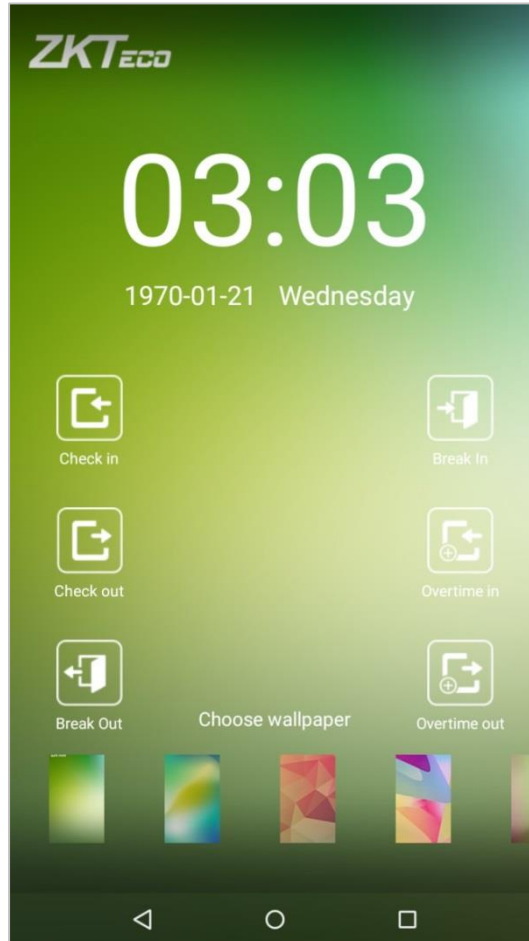 ZKTECO
03:03
1970-01-21 Wednesday
Check in
Break In
Check out
Overtime in
Break Out
Choose wallpaper
Overtime out